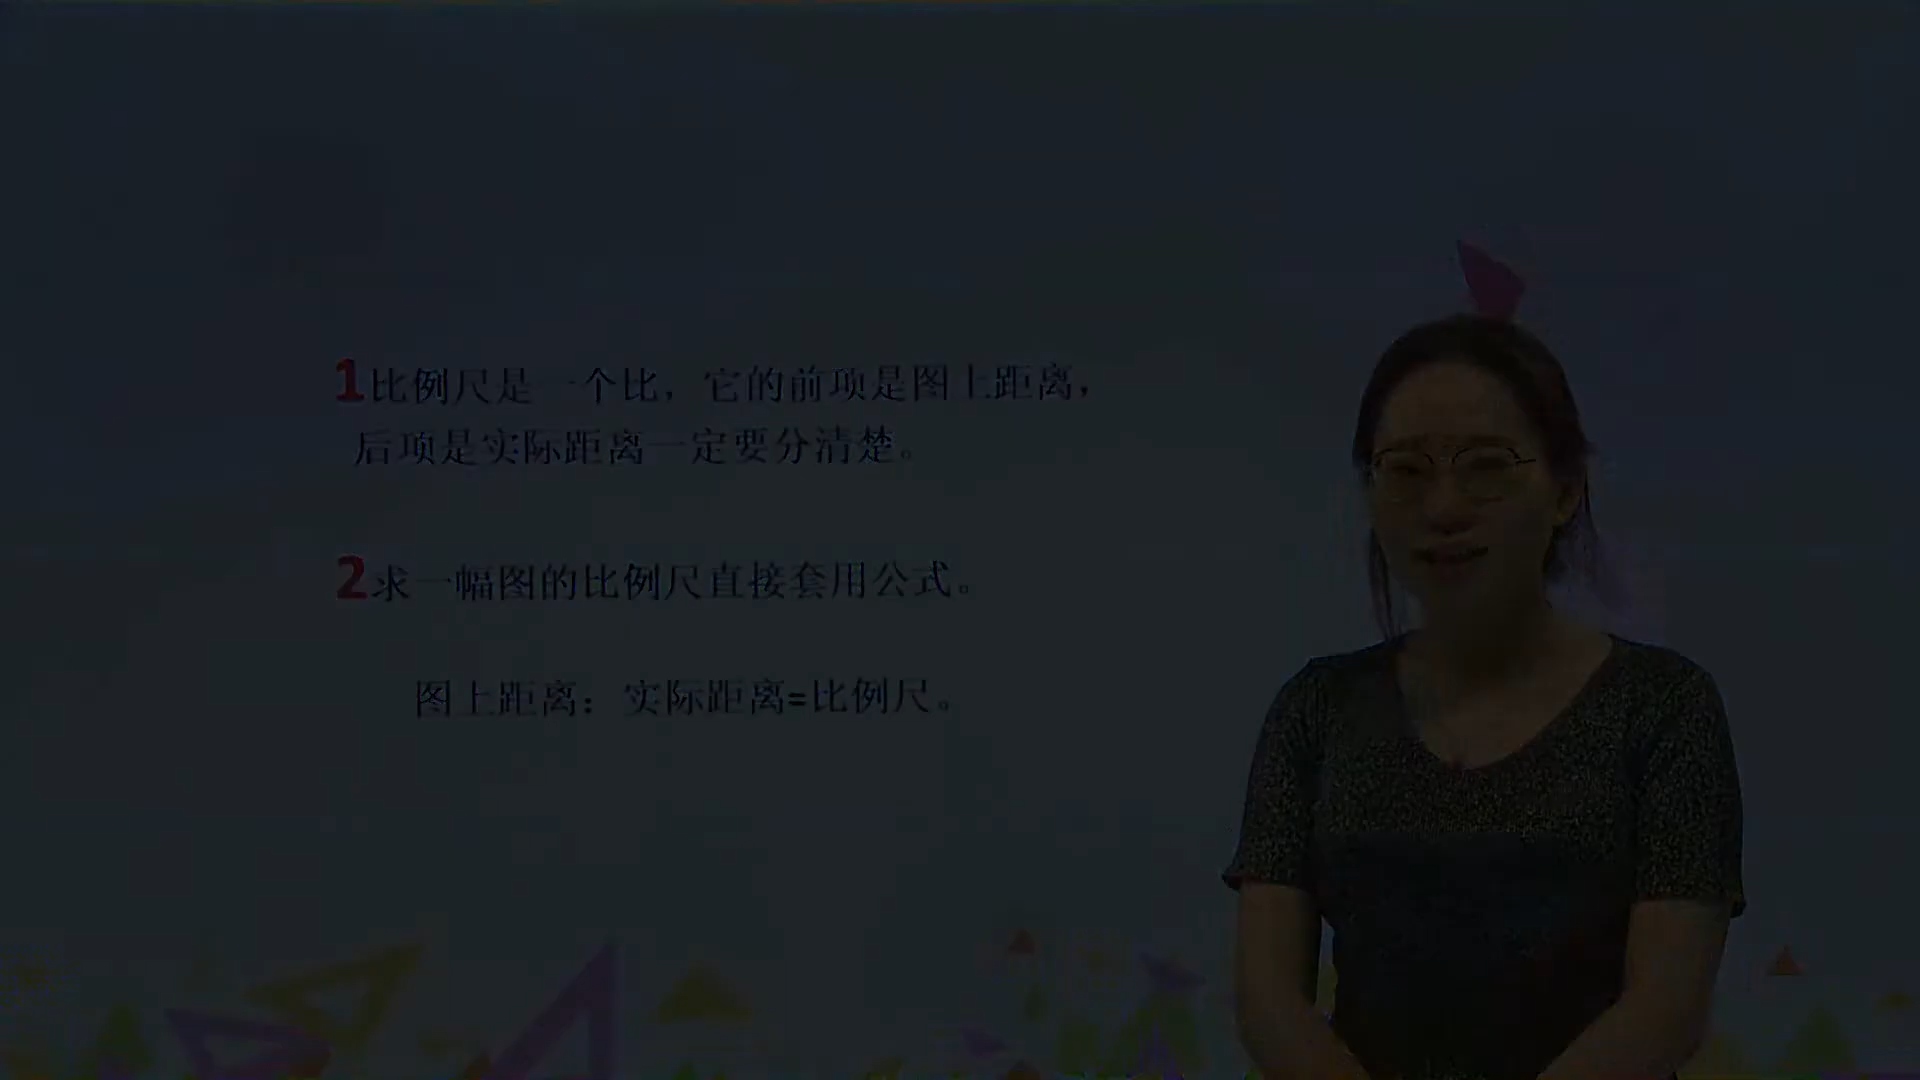 1比例尺是一个比，它的前项是图上距离，
后项是实际距离一定要分清楚。
2求一幅图的比例尺直接套用公式。
图上距离：实际距离=比例尺。